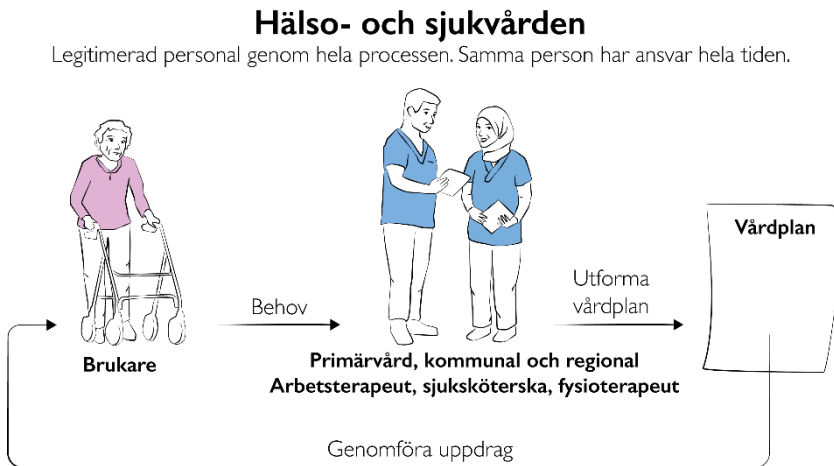 Hälso- och sjukvården
Legitimerad personal genom hela processen. Samma person har ansvar hela tiden.
Behov
Utforma
vårdplan
Vårdplan
Brukare
Primärvård, kommunal och regional
Arbetsterapeut, sjuksköterska, fysioterapeut
Genomföra uppdrag